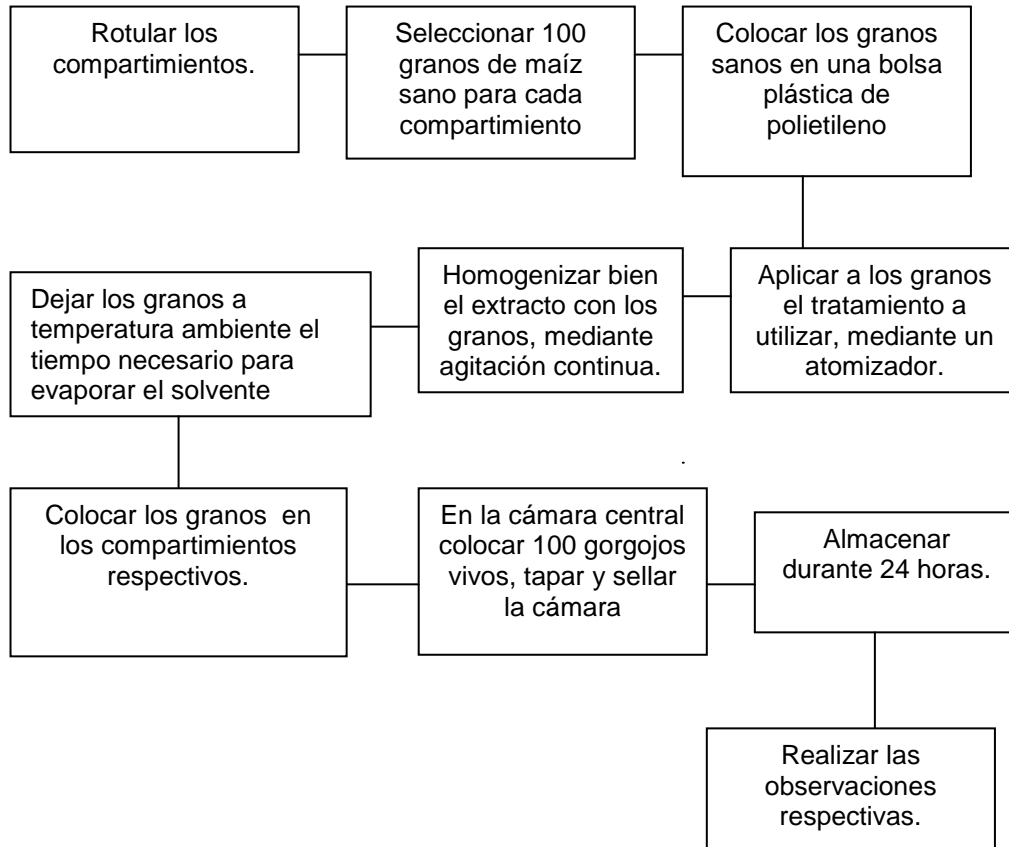 Rotular los
compartimientos.
Seleccionar 100
granos de maíz
sano para cada
compartimiento
Colocar los granos
sanos en una bolsa
plástica de
polietileno
Aplicar a los granos
el tratamiento a
utilizar, mediante un
atomizador.
Homogenizar bien
el extracto con los
granos, mediante
agitación continua.
Dejar los granos a
temperatura ambiente el
tiempo necesario para
evaporar el solvente
.
Colocar los granos en
los compartimientos
respectivos.
En la cámara central
colocar 100 gorgojos
vivos, tapar y sellar
la cámara
Almacenar
durante 24 horas.
Realizar las
observaciones
respectivas.